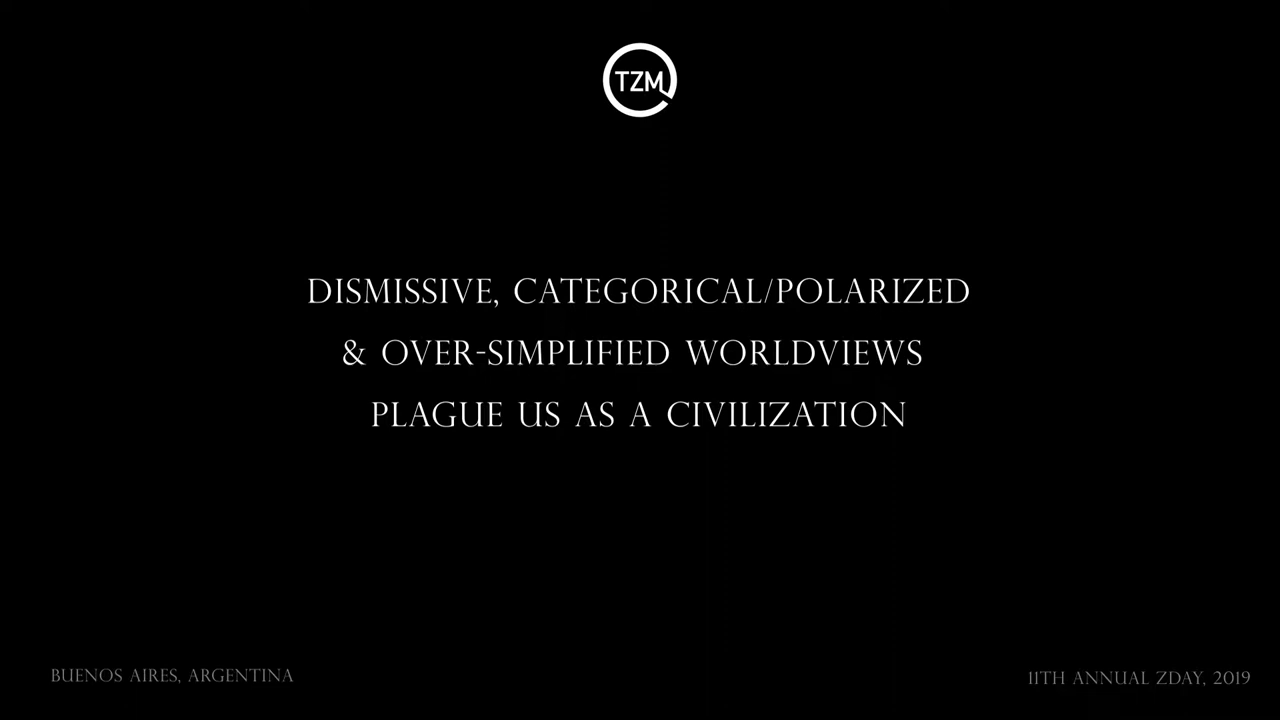 TZM
DISMISSIVE, CATEGORICAL/POLARIZED
& OVER-SIMPLIFIED WORLDVIEWS
PLAGUE US AS A CIVILIZATION
BUENOS AIRES, ARGENTINA
11TH ANNUAL ZDAY, 2019